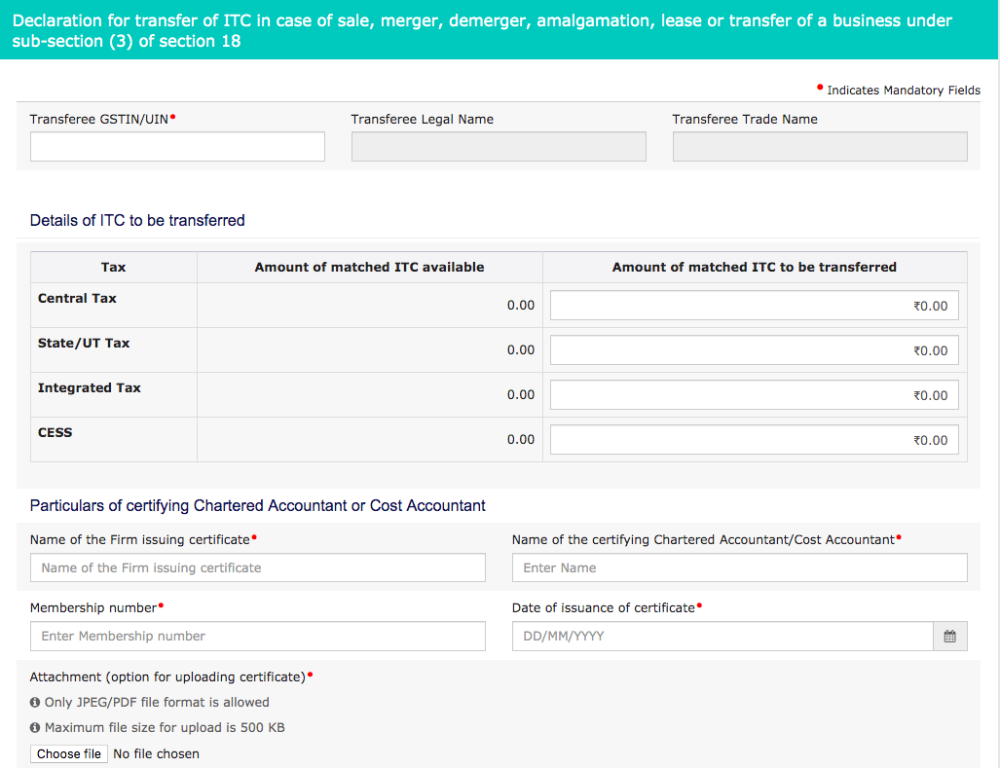 Declaration for transfer of ITC in case of sale, merger, demerger, amalgamation, lease or transfer of a business under
sub-section (3) of section 18
• Indicates Mandatory Fields
Transferee GSTIN/UIN• Transferee Legal Name Transferee Trade Name
Details of ITC to be transferred
Tax Amount of matched ITC available Amount of matched ITC to be transferred
Central Tax 0.00 ₹0.00
State/UT Tax 0.00 ₹0.00
Integrated Tax 0.00 ₹0.00
CESS 0.00 ₹0.00
Particulars of certifying Chartered Accountant or Cost Accountant
Name of the Firm issuing certificate• Name of the certifying Chartered Accountant/Cost Accountant•
Name of the Firm issuing certificate Enter Name
Membership number• Date of issuance of certificate•
Enter Membership number DD/MM/YYYY
Attachment (option for uploading certificate)•
Only JPEG/PDF file format is allowed
Maximum file size for upload is 500 KB
Choose file No file chosen